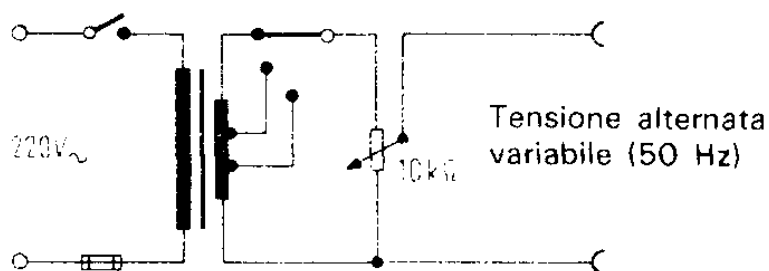 220V~
Tensione alternata
variabile (50 Hz)
10kΩ